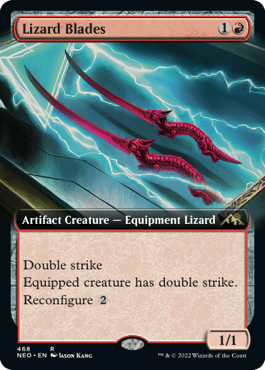 Lizard Blades 1
Artifact Creature — Equipment Lizard
Double strike
Equipped creature has double strike.
Reconfigure 2
1/1
468 R
NEO • EN Jason Kang
™ & © 2022 Wizards of the Coast